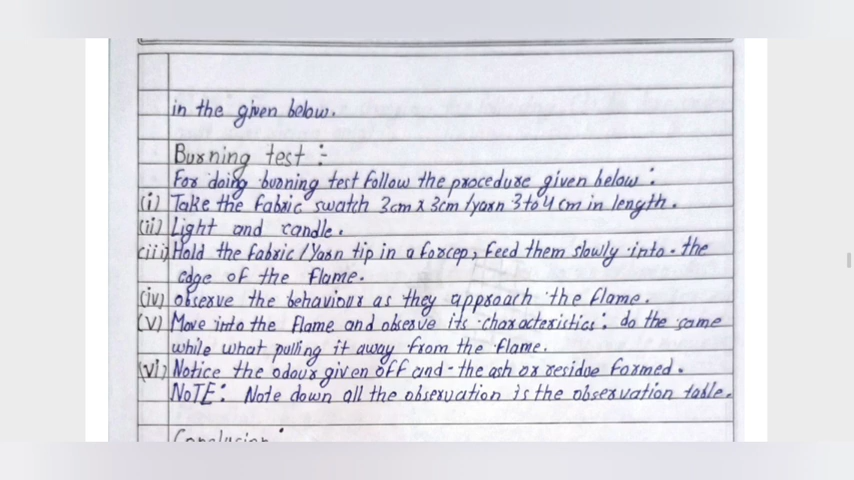 in the given below.
Burning test :-
For doing burning test follow the procedure given below :
(i) Take the fabric swatch 3cm x 3cm / yarn 3 to 4 cm in length.
(ii) Light and candle.
(iii) Hold the fabric / Yarn tip in a forcep, feed them slowly into the
edge of the flame.
(iv) observe the behaviour as they approach the flame.
(v) Move into the flame and observe its characteristics : do the same
while what pulling it away from the flame.
(vi) Notice the odour given off and the ash or residue formed.
NOTE : Note down all the observation is the observation table.
Conclusion :